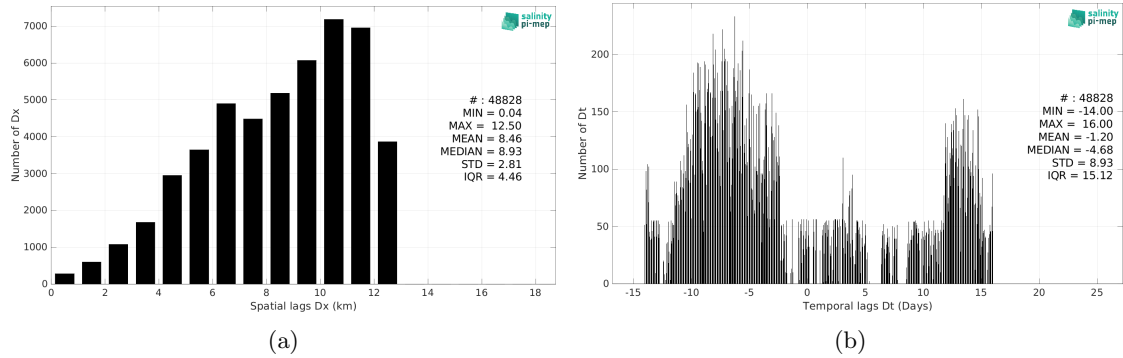 7000
6000
5000
4000
3000
2000
1000
0
Number of Dx
0 2 4 6 8 10 12 14 16 18
Spatial lags Dx (km)
salinity
pi-mep
# : 48828
MIN = 0.04
MAX = 12.50
MEAN = 8.46
MEDIAN = 8.93
STD = 2.81
IQR = 4.46
(a)
200
150
100
50
0
Number of Dt
-15 -10 -5 0 5 10 15 20 25
Temporal lags Dt (Days)
salinity
pi-mep
# : 48828
MIN = -14.00
MAX = 16.00
MEAN = -1.20
MEDIAN = -4.68
STD = 8.93
IQR = 15.12
(b)